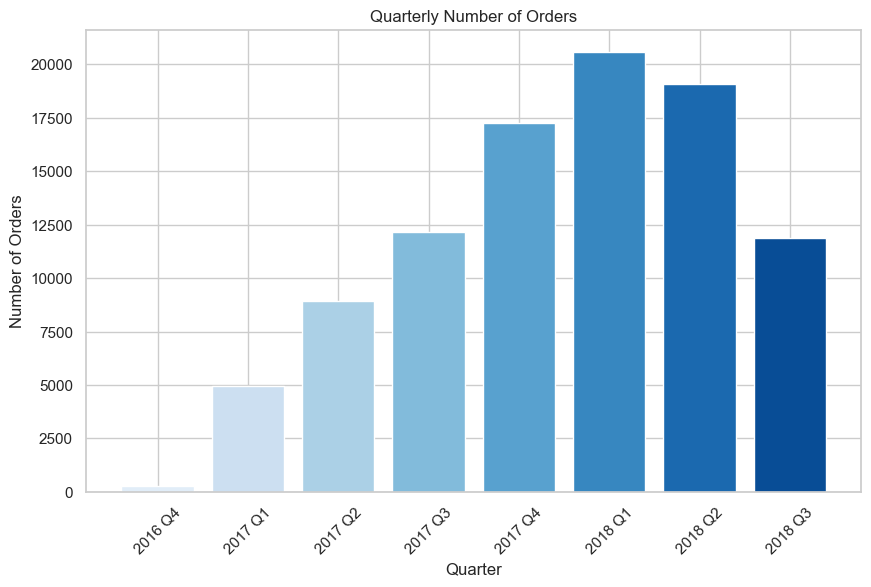 Quarterly Number of Orders
Number of Orders
20000
17500
15000
12500
10000
7500
5000
2500
0
2016 Q4
2017 Q1
2017 Q2
2017 Q3
2017 Q4
2018 Q1
2018 Q2
2018 Q3
Quarter